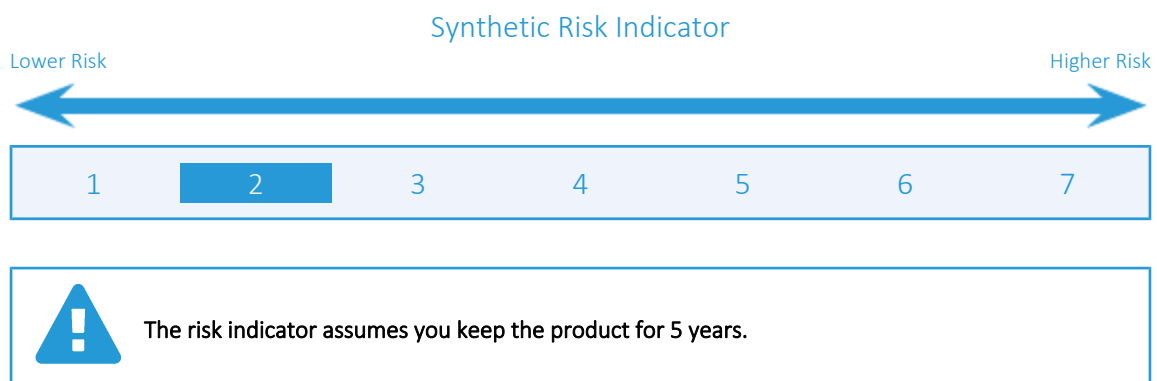 Synthetic Risk Indicator
Lower Risk Higher Risk
1 2 3 4 5 6 7
The risk indicator assumes you keep the product for 5 years.